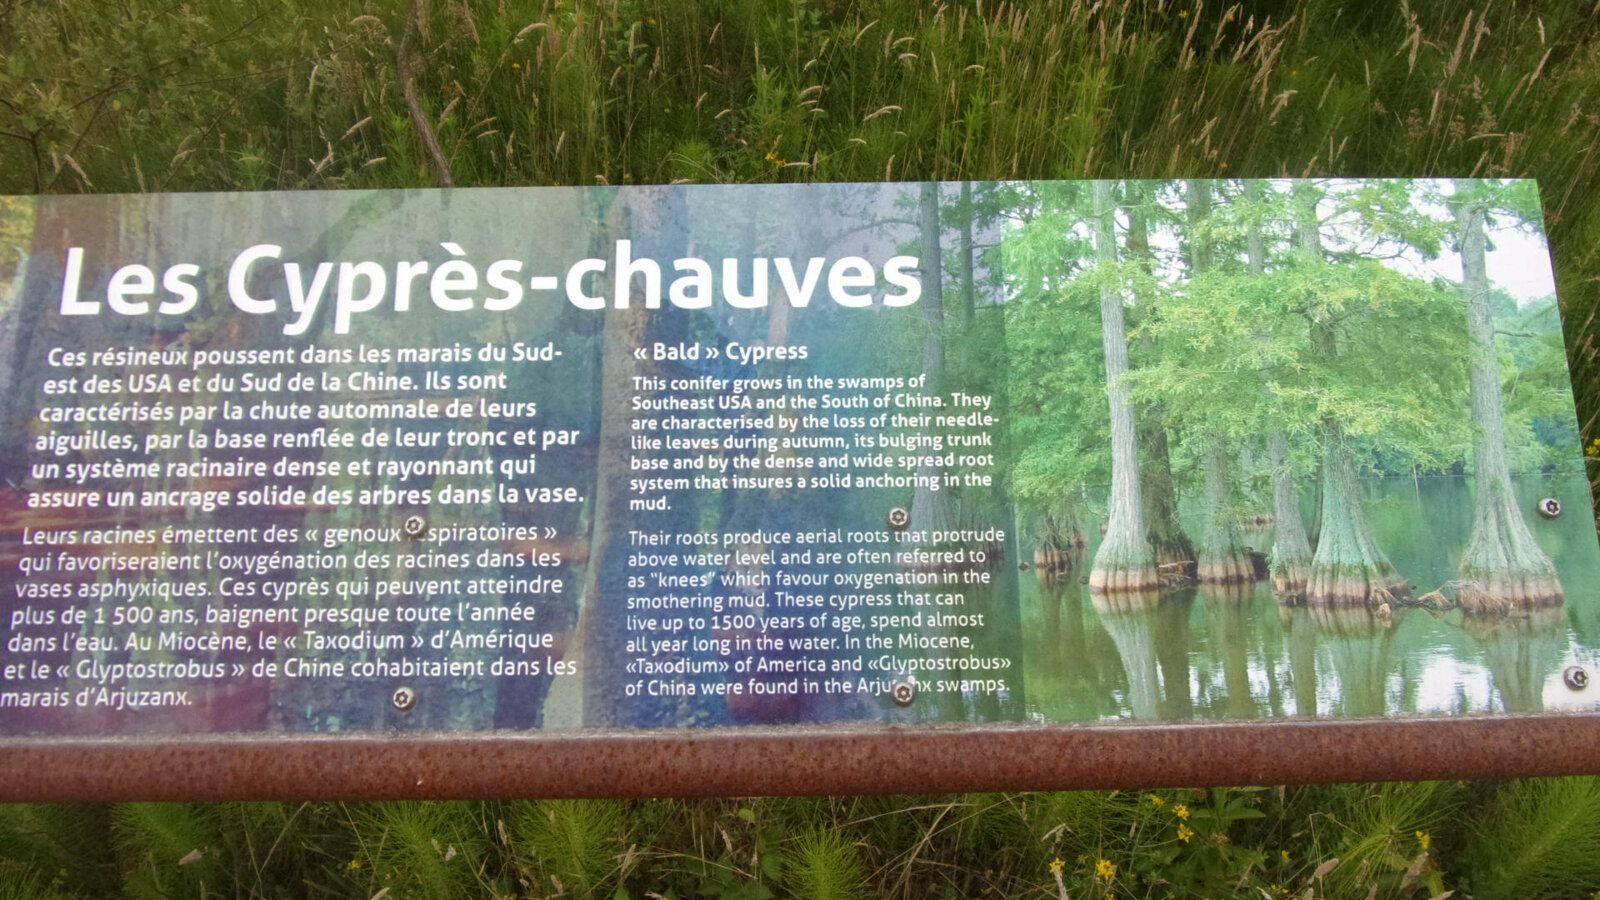 Les Cyprès-chauves
Ces résineux poussent dans les marais du Sud-
est des USA et du Sud de la Chine. Ils sont
caractérisés par la chute automnale de leurs
aiguilles, par la base renflée de leur tronc et par
un système racinaire dense et rayonnant qui
assure un ancrage solide des arbres dans la vase.
Leurs racines émettent des « genoux »
qui favoriseraient l'oxygénation des racines dans les
vases asphyxiques. Ces cyprès qui peuvent atteindre
plus de 1 500 ans, baignent presque toute l'année
dans l'eau. Au Miocène, le « Taxodium » d'Amérique
et le « Glyptostrobus » de Chine cohabitaient dans les
marais d'Arjuzanx.
« Bald » Cypress
This conifer grows in the swamps of
Southeast USA and the South of China. They
are characterised by the loss of their needle-
like leaves during autumn, its bulging trunk
base and by the dense and wide spread root
system that insures a solid anchoring in the
mud.
Their roots produce aerial roots that protrude
above water level and are often referred to
as "knees" which favour oxygenation in the
smothering mud. These cypress that can
live up to 1500 years of age, spend almost
all year long in the water. In the Miocene,
«Taxodium» of America and «Glyptostrobus»
of China were found in the swamps.